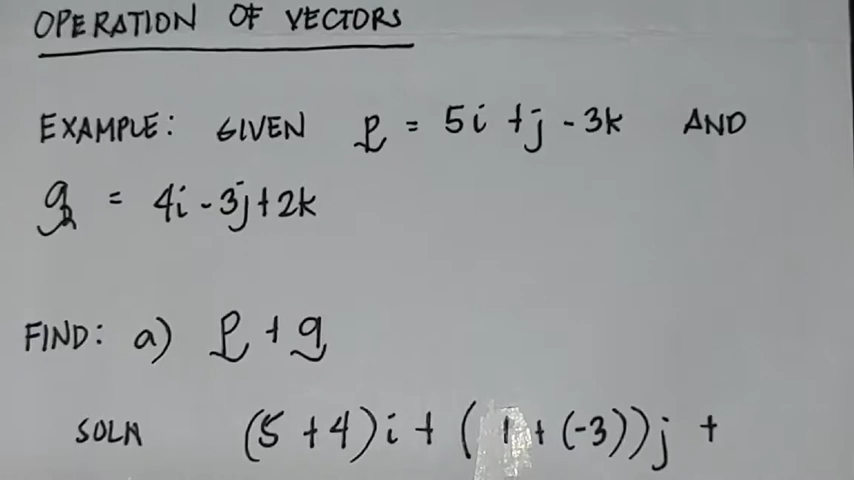 OPERATION OF VECTORS
EXAMPLE: GIVEN p = 5i + j - 3k AND
q = 4i - 3j + 2k
FIND: a) p + q
SOLN (5 + 4)i + (1 + (-3))j +